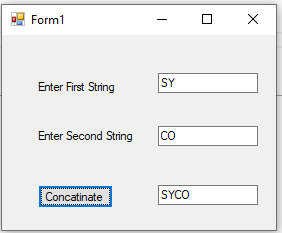 Form1
Enter First String SY
Enter Second String CO
Concatinate SYCO